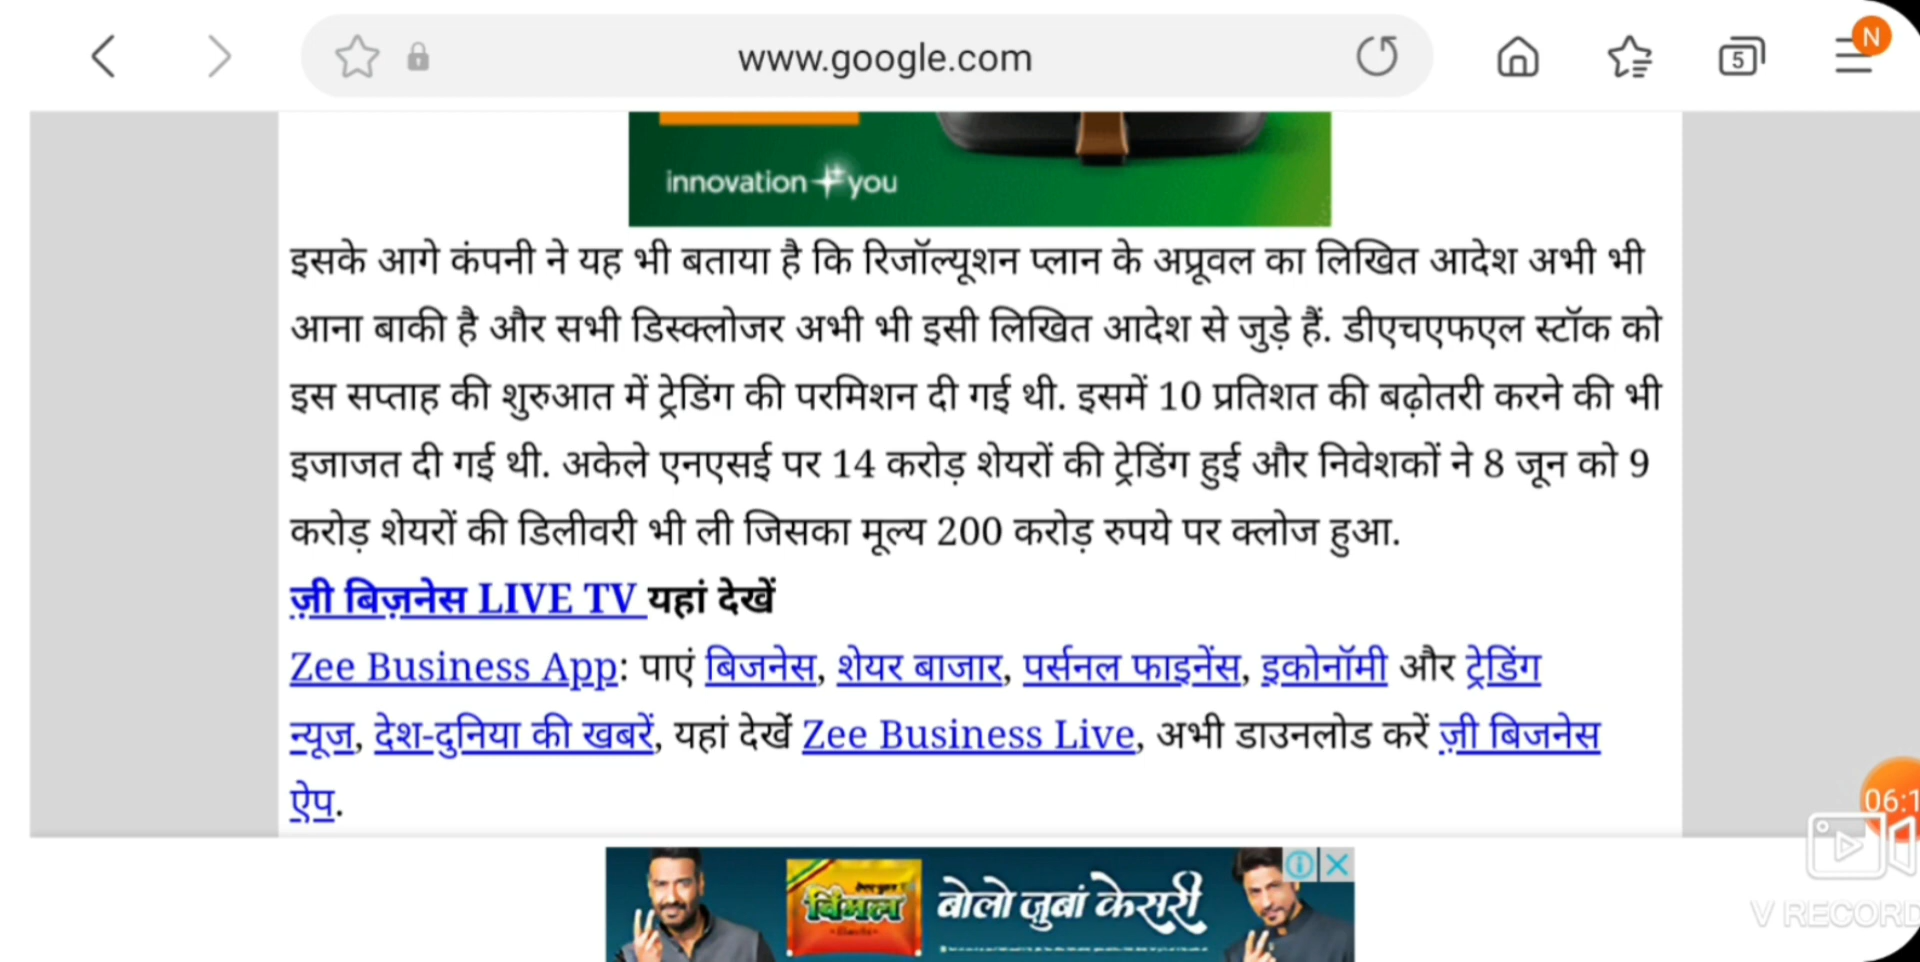 www.google.com
5
N
innovation you
इसके आगे कंपनी ने यह भी बताया है कि रिजॉल्यूशन प्लान के अप्रूवल का लिखित आदेश अभी भी
आना बाकी है और सभी डिस्क्लोजर अभी भी इसी लिखित आदेश से जुड़े हैं. डीएचएफएल स्टॉक को
इस सप्ताह की शुरुआत में ट्रेडिंग की परमिशन दी गई थी. इसमें 10 प्रतिशत की बढ़ोतरी करने की भी
इजाजत दी गई थी. अकेले एनएसई पर 14 करोड़ शेयरों की ट्रेडिंग हुई और निवेशकों ने 8 जून को 9
करोड़ शेयरों की डिलीवरी भी ली जिसका मूल्य 200 करोड़ रुपये पर क्लोज हुआ.
ज़ी बिज़नेस LIVE TV यहां देखें
Zee Business App: पाएं बिजनेस, शेयर बाजार, पर्सनल फाइनेंस, इकोनॉमी और ट्रेडिंग
न्यूज, देश-दुनिया की खबरें, यहां देखें Zee Business Live, अभी डाउनलोड करें ज़ी बिजनेस
ऐप.
06:1
V RECORD
विमल
बोलो ज़ुबां केसरी